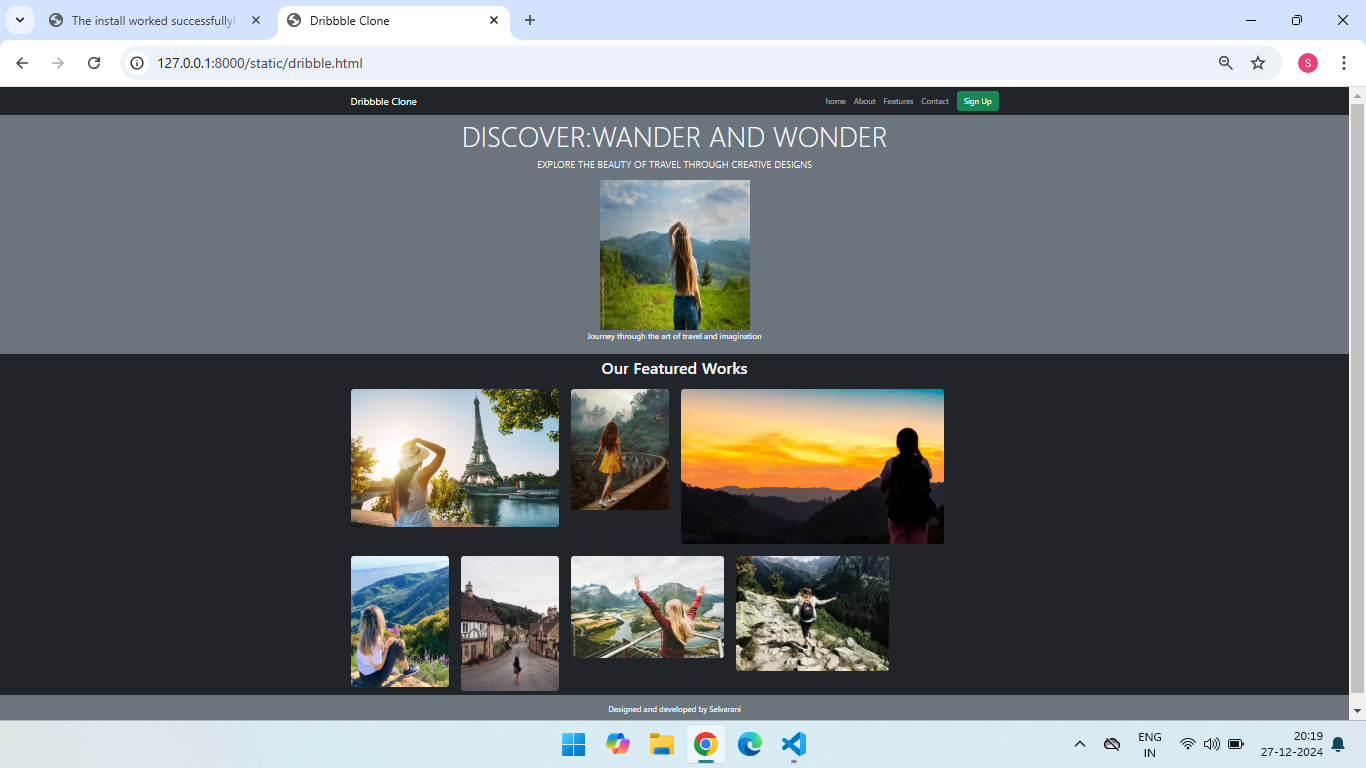 The install worked successfully!
Dribbble Clone
127.0.0.1:8000/static/dribble.html
S
Dribbble Clone
home About Features Contact Sign Up
DISCOVER:WANDER AND WONDER
EXPLORE THE BEAUTY OF TRAVEL THROUGH CREATIVE DESIGNS
Journey through the art of travel and imagination
Our Featured Works
Designed and developed by Selvarani
ENG
IN
20:19
27-12-2024